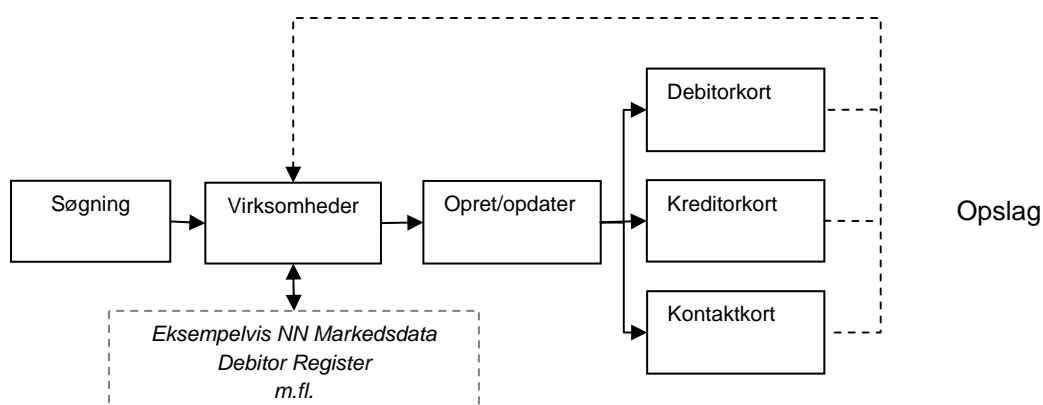 Debitorkort
Søgning
Virksomheder
Opret/opdater
Kreditorkort
Opslag
Kontaktkort
Eksempelvis NN Markedsdata
Debitor Register
m.fl.